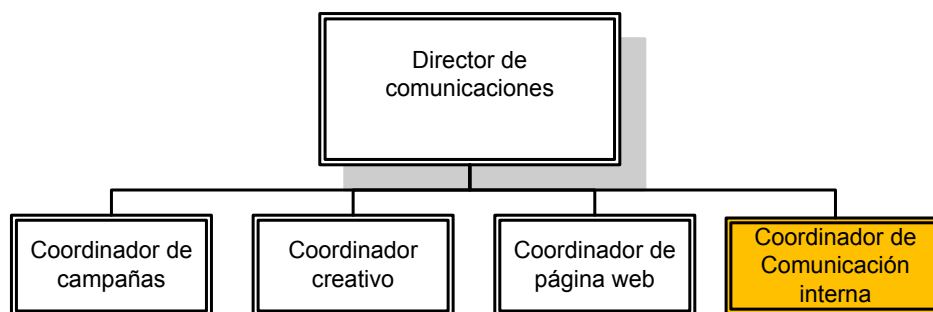 Director de
comunicaciones
Coordinador de
campañas
Coordinador
creativo
Coordinador de
página web
Coordinador de
Comunicación
interna